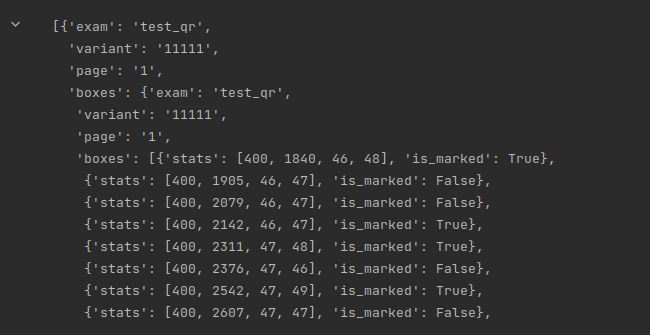 [{'exam': 'test_qr',
'variant': '11111',
'page': '1',
'boxes': {'exam': 'test_qr',
'variant': '11111',
'page': '1',
'boxes': [{'stats': [400, 1840, 46, 48], 'is_marked': True},
{'stats': [400, 1905, 46, 47], 'is_marked': False},
{'stats': [400, 2079, 46, 47], 'is_marked': False},
{'stats': [400, 2142, 46, 47], 'is_marked': True},
{'stats': [400, 2311, 47, 48], 'is_marked': True},
{'stats': [400, 2376, 47, 46], 'is_marked': False},
{'stats': [400, 2542, 47, 49], 'is_marked': True},
{'stats': [400, 2607, 47, 47], 'is_marked': False},